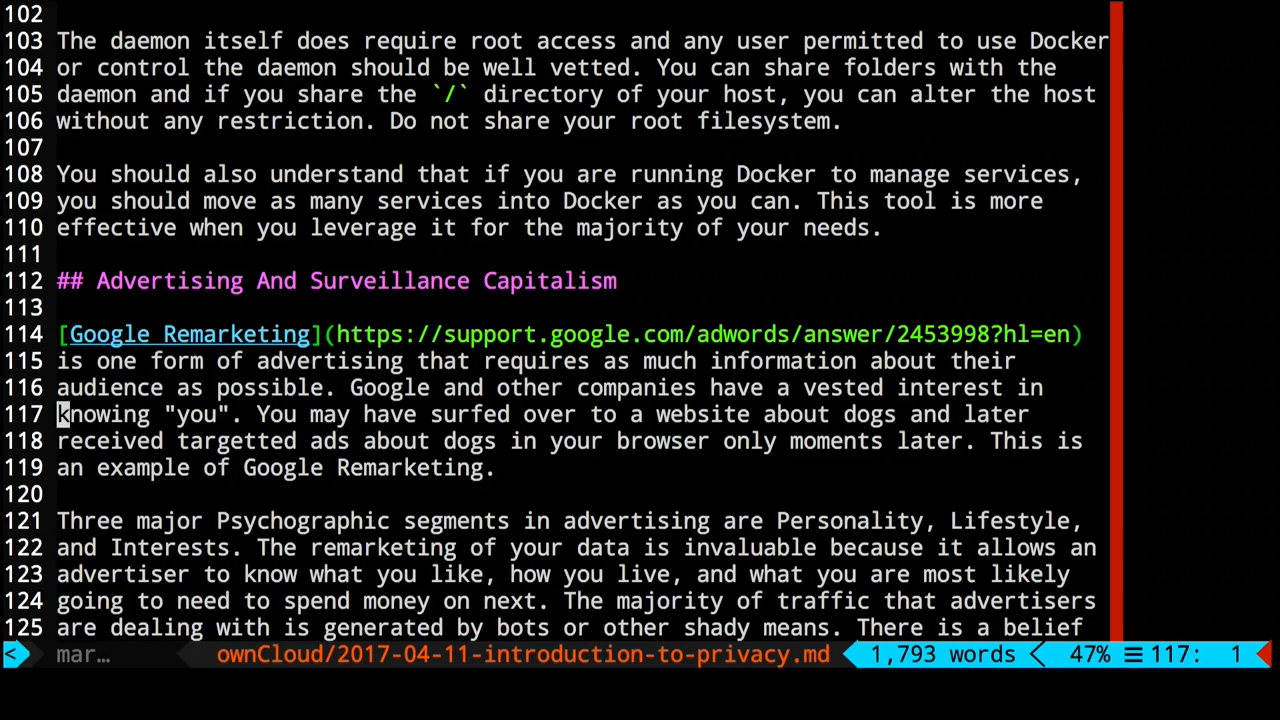 102
103 The daemon itself does require root access and any user permitted to use Docker
104 or control the daemon should be well vetted. You can share folders with the
105 daemon and if you share the `/` directory of your host, you can alter the host
106 without any restriction. Do not share your root filesystem.
107
108 You should also understand that if you are running Docker to manage services,
109 you should move as many services into Docker as you can. This tool is more
110 effective when you leverage it for the majority of your needs.
111
112 ## Advertising And Surveillance Capitalism
113
114 [Google Remarketing](https://support.google.com/adwords/answer/2453998?hl=en)
115 is one form of advertising that requires as much information about their
116 audience as possible. Google and other companies have a vested interest in
117 knowing "you". You may have surfed over to a website about dogs and later
118 received targetted ads about dogs in your browser only moments later. This is
119 an example of Google Remarketing.
120
121 Three major Psychographic segments in advertising are Personality, Lifestyle,
122 and Interests. The remarketing of your data is invaluable because it allows an
123 advertiser to know what you like, how you live, and what you are most likely
124 going to need to spend money on next. The majority of traffic that advertisers
125 are dealing with is generated by bots or other shady means. There is a belief
< mar… ownCloud/2017-04-11-introduction-to-privacy.md 1,793 words 47% ☰ 117: 1